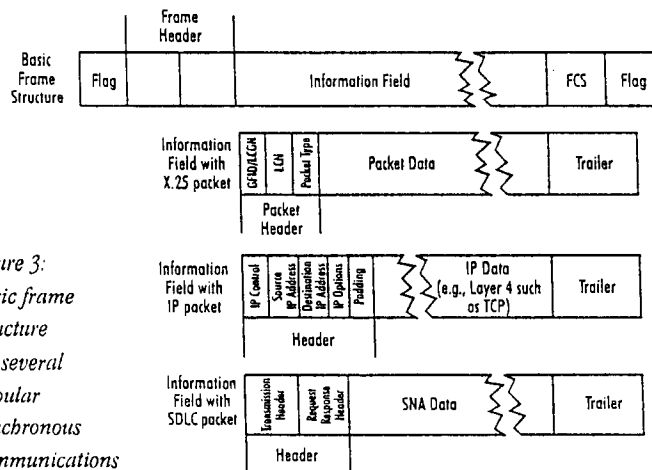 Frame
Header
Basic
Frame
Structure
Flag
Information Field
FCS
Flag
Information
Field with
X.25 packet
GFID/LCGN
LCN
Packet Type
Packet Data
Trailer
Packet
Header
Information
Field with
IP packet
IP Control
Source
IP Address
Destination
IP Address
IP Options
Padding
IP Data
(e.g., Layer 4 such
as TCP)
Trailer
Header
Information
Field with
SDLC packet
Transmission
Header
Request
Response
Header
SNA Data
Trailer
Header
ure 3:
ic frame
ucture
several
ular
nchronous
mmunications